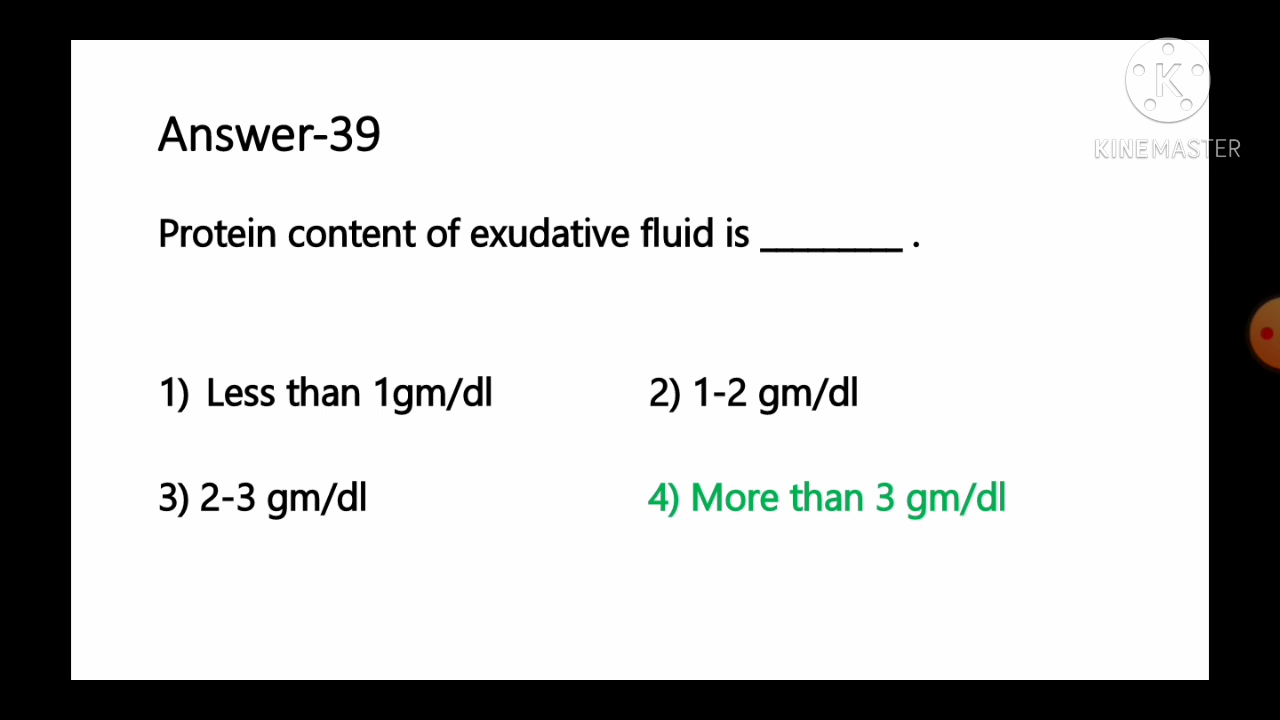 K
KINEMASTER
Answer-39
Protein content of exudative fluid is _________ .
1) Less than 1gm/dl
2) 1-2 gm/dl
3) 2-3 gm/dl
4) More than 3 gm/dl